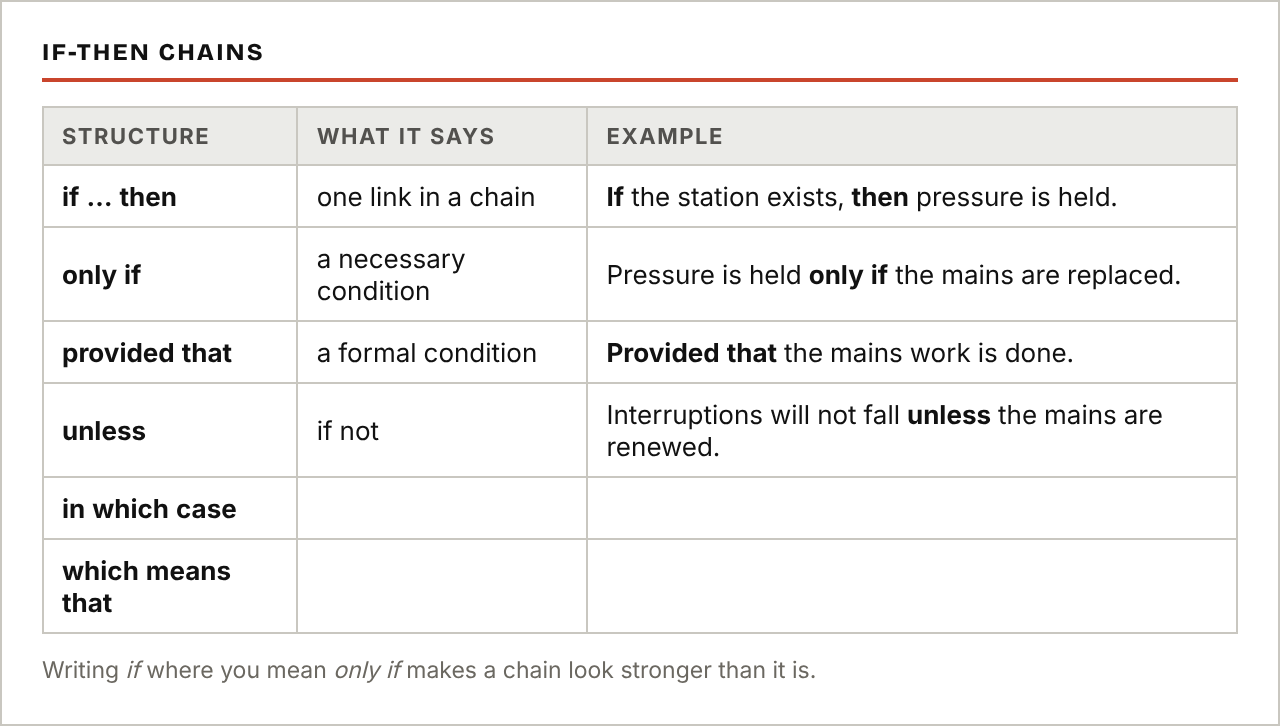 IF-THEN CHAINS
STRUCTURE WHAT IT SAYS EXAMPLE
if … then one link in a chain If the station exists, then pressure is held.
only if a necessary condition Pressure is held only if the mains are replaced.
provided that a formal condition Provided that the mains work is done.
unless if not Interruptions will not fall unless the mains are
renewed.
in which case
which means
that
Writing if where you mean only if makes a chain look stronger than it is.